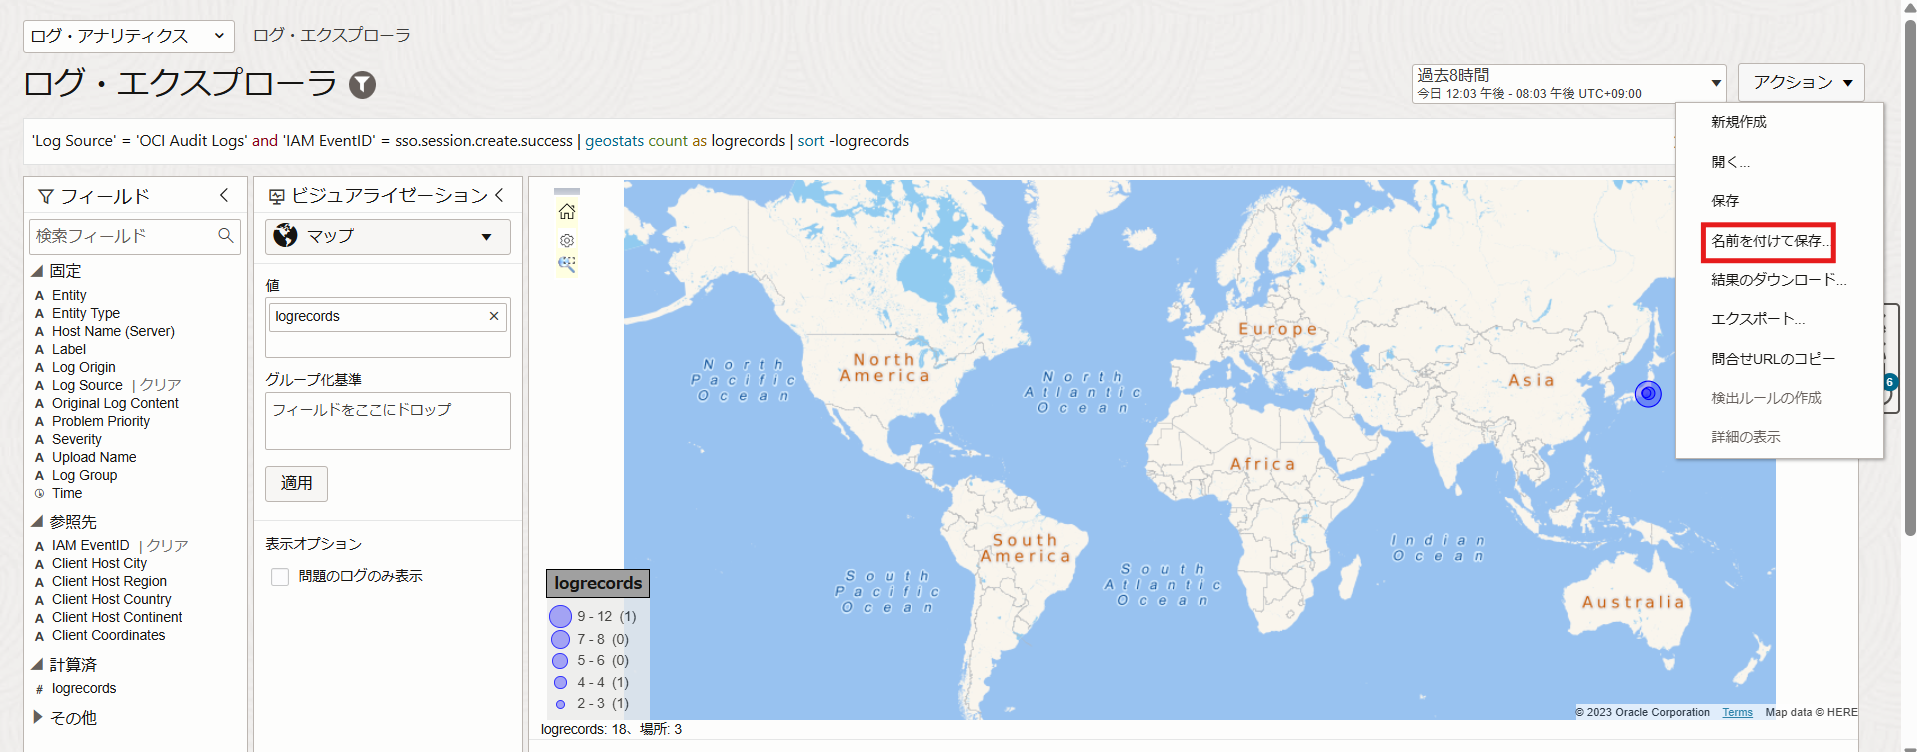 ログ・アナリティクス
ログ・エクスプローラ
ログ・エクスプローラ
過去8時間
今日 12:03 午後 - 08:03 午後 UTC+09:00
アクション
'Log Source' = 'OCI Audit Logs' and 'IAM EventID' = sso.session.create.success | geostats count as logrecords | sort -logrecords
新規作成
開く...
保存
名前を付けて保存...
結果のダウンロード...
エクスポート...
問合せURLのコピー
検出ルールの作成
詳細の表示
フィールド
検索フィールド
固定
A Entity
A Entity Type
A Host Name (Server)
A Label
A Log Origin
A Log Source | クリア
A Original Log Content
A Problem Priority
A Severity
A Upload Name
A Log Group
Time
参照先
A IAM EventID | クリア
A Client Host City
A Client Host Region
A Client Host Country
A Client Host Continent
A Client Coordinates
計算済
# logrecords
その他
ビジュアライゼーション
マップ
値
logrecords ×
グループ化基準
フィールドをここにドロップ
適用
表示オプション
問題のログのみ表示
North
Pacific
Ocean
North
America
North
Atlantic
Ocean
Europe
Asia
Africa
South
America
South
Pacific
Ocean
South
Atlantic
Ocean
Indian
Ocean
Australia
6
logrecords
9 - 12 (1)
7 - 8 (0)
5 - 6 (0)
4 - 4 (1)
2 - 3 (1)
© 2023 Oracle Corporation Terms Map data © HERE
logrecords: 18、場所: 3